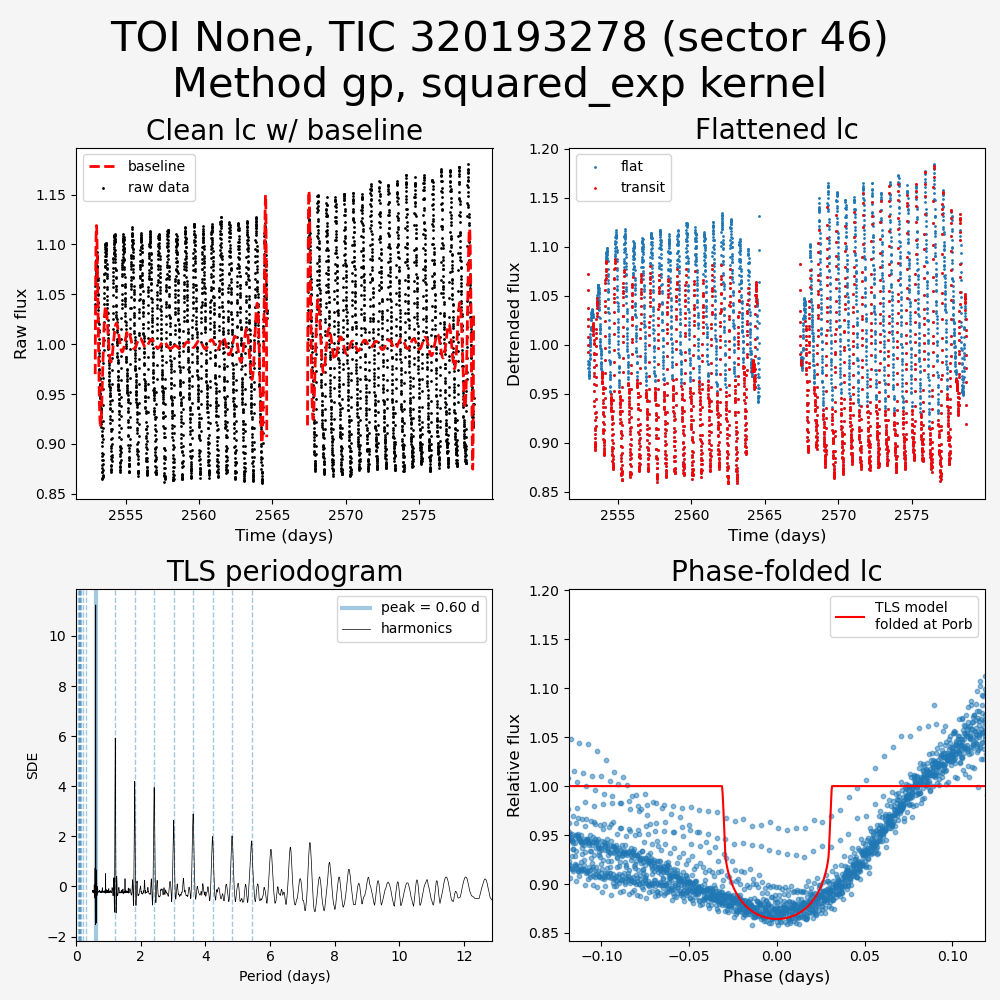 TOI None, TIC 320193278 (sector 46)
Method gp, squared_exp kernel
Clean lc w/ baseline
baseline
raw data
Raw flux
1.15
1.10
1.05
1.00
0.95
0.90
0.85
2555
2560
2565
2570
2575
Time (days)
Flattened lc
flat
transit
Detrended flux
1.20
1.15
1.10
1.05
1.00
0.95
0.90
0.85
2555
2560
2565
2570
2575
Time (days)
TLS periodogram
peak = 0.60 d
harmonics
SDE
10
8
6
4
2
0
−2
0
2
4
6
8
10
12
Period (days)
Phase-folded lc
TLS model
folded at Porb
Relative flux
1.20
1.15
1.10
1.05
1.00
0.95
0.90
0.85
−0.10
−0.05
0.00
0.05
0.10
Phase (days)